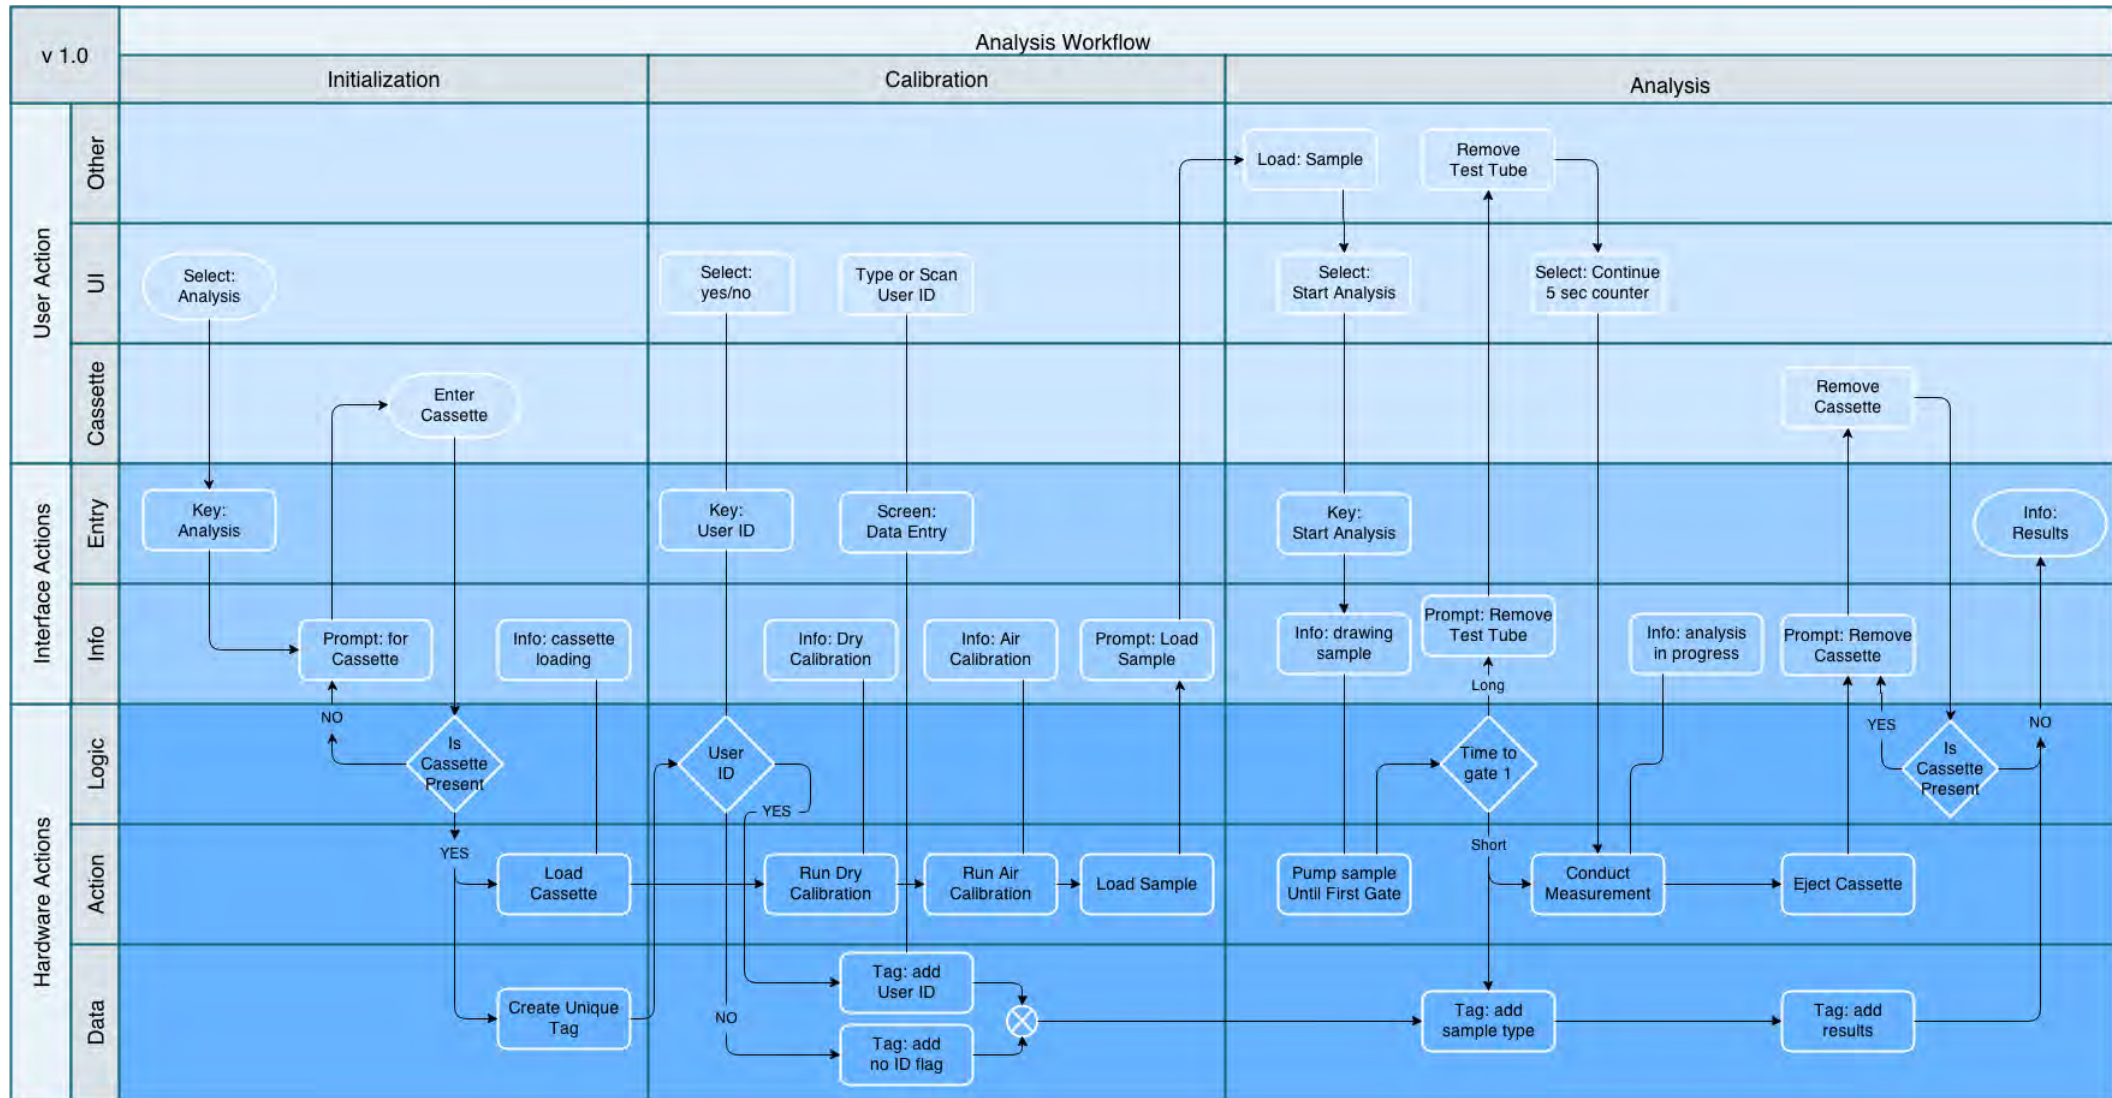 v 1.0
Analysis Workflow
Initialization
Calibration
Analysis
User Action
Other
Load: Sample
Remove
Test Tube
UI
Select:
Analysis
Select:
yes/no
Type or Scan
User ID
Select:
Start Analysis
Select: Continue
5 sec counter
Cassette
Enter
Cassette
Remove
Cassette
Interface Actions
Entry
Key:
Analysis
Key:
User ID
Screen:
Data Entry
Key:
Start Analysis
Info:
Results
Info
Prompt: for
Cassette
Info: cassette
loading
Info: Dry
Calibration
Info: Air
Calibration
Prompt: Load
Sample
Info: drawing
sample
Prompt: Remove
Test Tube
Info: analysis
in progress
Prompt: Remove
Cassette
Long
Hardware Actions
Logic
NO
Is
Cassette
Present
User
ID
YES
Time to
gate 1
YES
Is
Cassette
Present
NO
Action
YES
Load
Cassette
Run Dry
Calibration
Run Air
Calibration
Load Sample
Pump sample
Until First Gate
Short
Conduct
Measurement
Eject Cassette
Data
Create Unique
Tag
NO
Tag: add
User ID
Tag: add
no ID flag
Tag: add
sample type
Tag: add
results